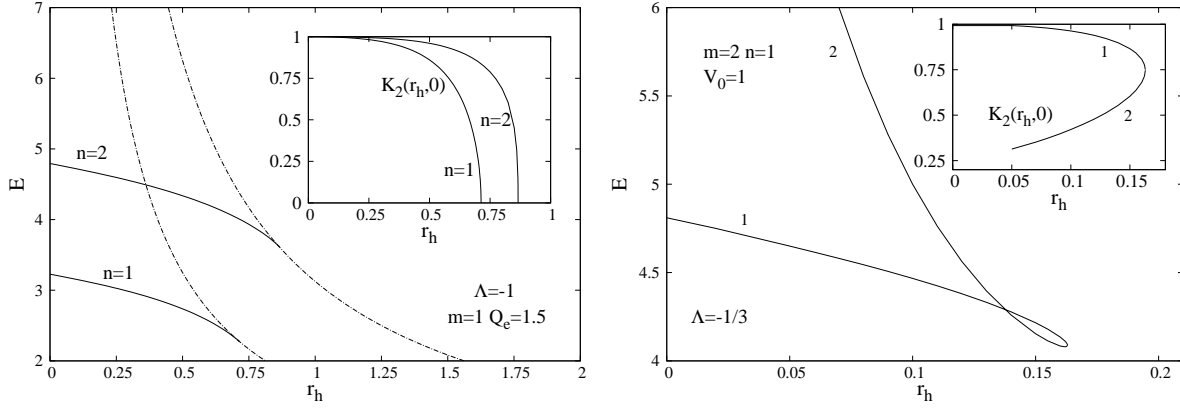 7
6
5
4
3
2
0
0.25
0.5
0.75
1
1.25
1.5
1.75
2
E
r_h
n=2
n=1
Λ=-1
m=1 Q_e=1.5
1
0.75
0.5
0.25
0
0
0.25
0.5
0.75
1
r_h
K_2(r_h,0)
n=2
n=1
6
5.5
5
4.5
4
0
0.05
0.1
0.15
0.2
E
r_h
m=2 n=1
V_0=1
2
1
Λ=-1/3
1
0.75
0.5
0.25
0
0.05
0.1
0.15
r_h
K_2(r_h,0)
1
2